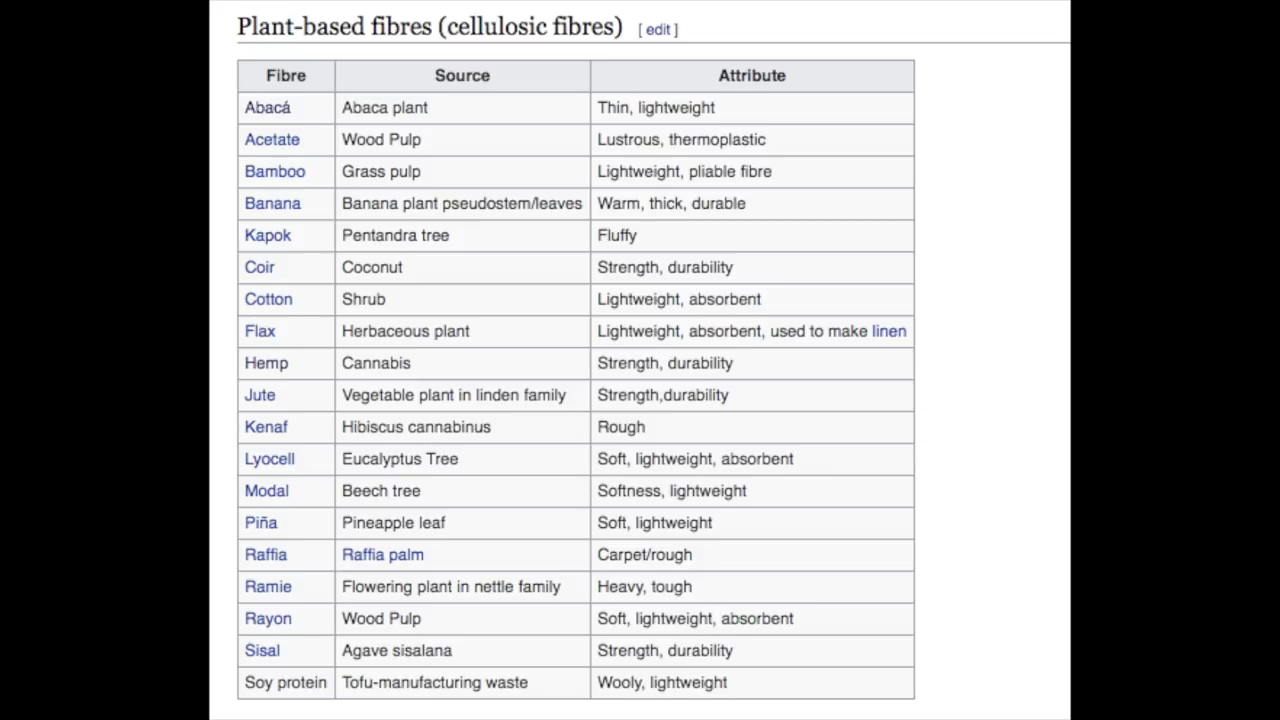 Plant-based fibres (cellulosic fibres) [ edit ]
Fibre Source Attribute
Abacá Abaca plant Thin, lightweight
Acetate Wood Pulp Lustrous, thermoplastic
Bamboo Grass pulp Lightweight, pliable fibre
Banana Banana plant pseudostem/leaves Warm, thick, durable
Kapok Pentandra tree Fluffy
Coir Coconut Strength, durability
Cotton Shrub Lightweight, absorbent
Flax Herbaceous plant Lightweight, absorbent, used to make linen
Hemp Cannabis Strength, durability
Jute Vegetable plant in linden family Strength,durability
Kenaf Hibiscus cannabinus Rough
Lyocell Eucalyptus Tree Soft, lightweight, absorbent
Modal Beech tree Softness, lightweight
Piña Pineapple leaf Soft, lightweight
Raffia Raffia palm Carpet/rough
Ramie Flowering plant in nettle family Heavy, tough
Rayon Wood Pulp Soft, lightweight, absorbent
Sisal Agave sisalana Strength, durability
Soy protein Tofu-manufacturing waste Wooly, lightweight